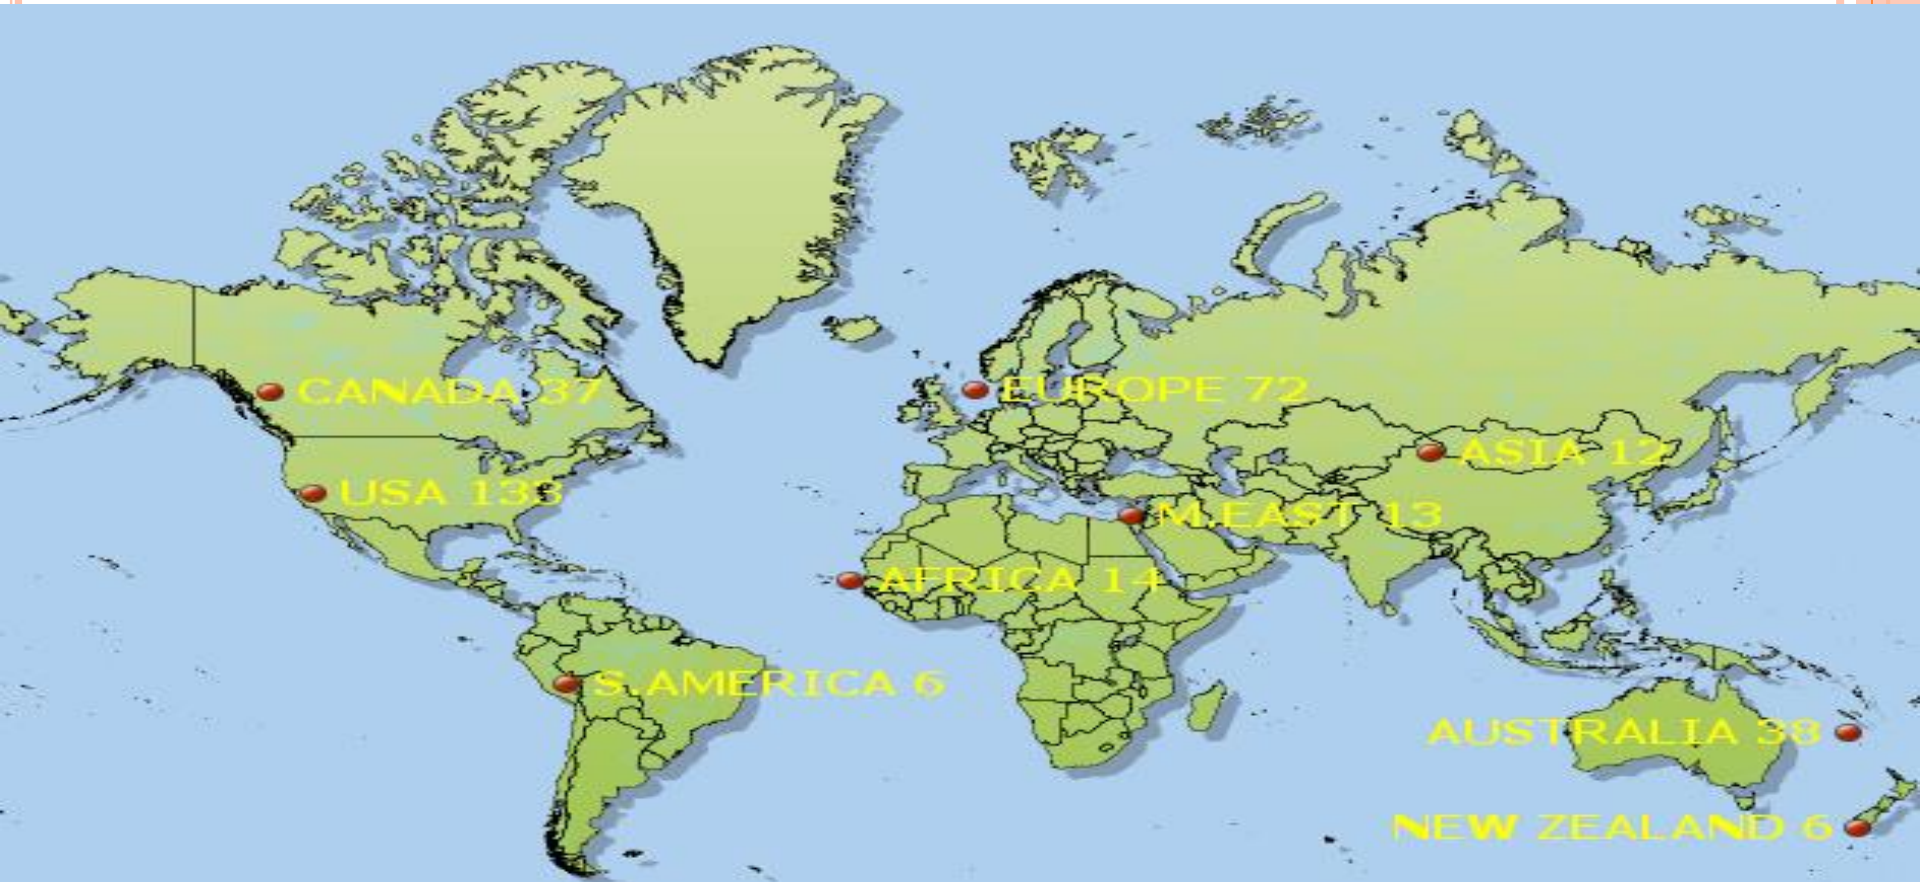 CANADA 37
EUROPE 72
ASIA 12
USA 133
M.EAST 13
AFRICA 14
S.AMERICA 6
AUSTRALIA 38
NEW ZEALAND 6